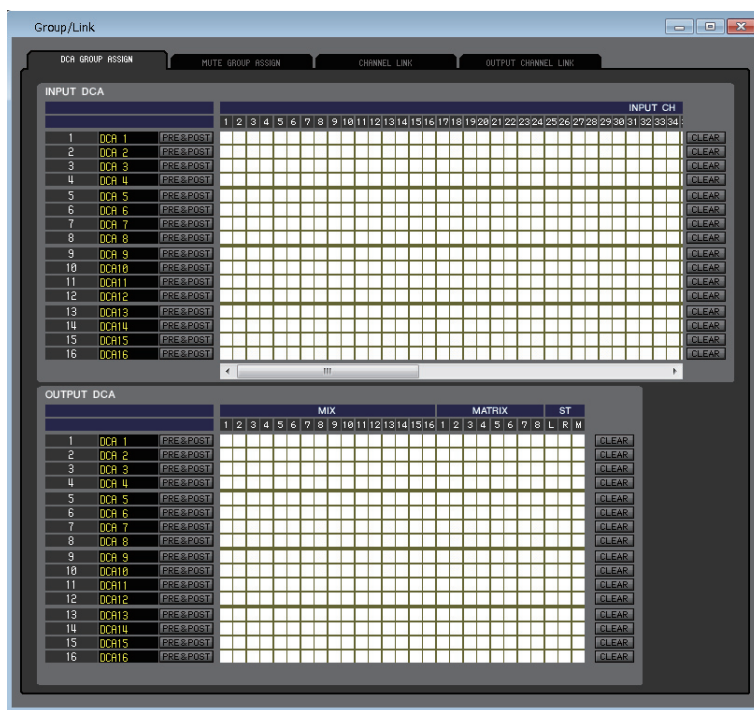 Group/Link
DCA GROUP ASSIGN MUTE GROUP ASSIGN CHANNEL LINK OUTPUT CHANNEL LINK
INPUT DCA
INPUT CH
1 2 3 4 5 6 7 8 9 10 11 12 13 14 15 16 17 18 19 20 21 22 23 24 25 26 27 28 29 30 31 32 33 34
1 DCA 1 PRE&POST CLEAR
2 DCA 2 PRE&POST CLEAR
3 DCA 3 PRE&POST CLEAR
4 DCA 4 PRE&POST CLEAR
5 DCA 5 PRE&POST CLEAR
6 DCA 6 PRE&POST CLEAR
7 DCA 7 PRE&POST CLEAR
8 DCA 8 PRE&POST CLEAR
9 DCA 9 PRE&POST CLEAR
10 DCA10 PRE&POST CLEAR
11 DCA11 PRE&POST CLEAR
12 DCA12 PRE&POST CLEAR
13 DCA13 PRE&POST CLEAR
14 DCA14 PRE&POST CLEAR
15 DCA15 PRE&POST CLEAR
16 DCA16 PRE&POST CLEAR
OUTPUT DCA
MIX MATRIX ST
1 2 3 4 5 6 7 8 9 10 11 12 13 14 15 16 1 2 3 4 5 6 7 8 L R M
1 DCA 1 PRE&POST CLEAR
2 DCA 2 PRE&POST CLEAR
3 DCA 3 PRE&POST CLEAR
4 DCA 4 PRE&POST CLEAR
5 DCA 5 PRE&POST CLEAR
6 DCA 6 PRE&POST CLEAR
7 DCA 7 PRE&POST CLEAR
8 DCA 8 PRE&POST CLEAR
9 DCA 9 PRE&POST CLEAR
10 DCA10 PRE&POST CLEAR
11 DCA11 PRE&POST CLEAR
12 DCA12 PRE&POST CLEAR
13 DCA13 PRE&POST CLEAR
14 DCA14 PRE&POST CLEAR
15 DCA15 PRE&POST CLEAR
16 DCA16 PRE&POST CLEAR